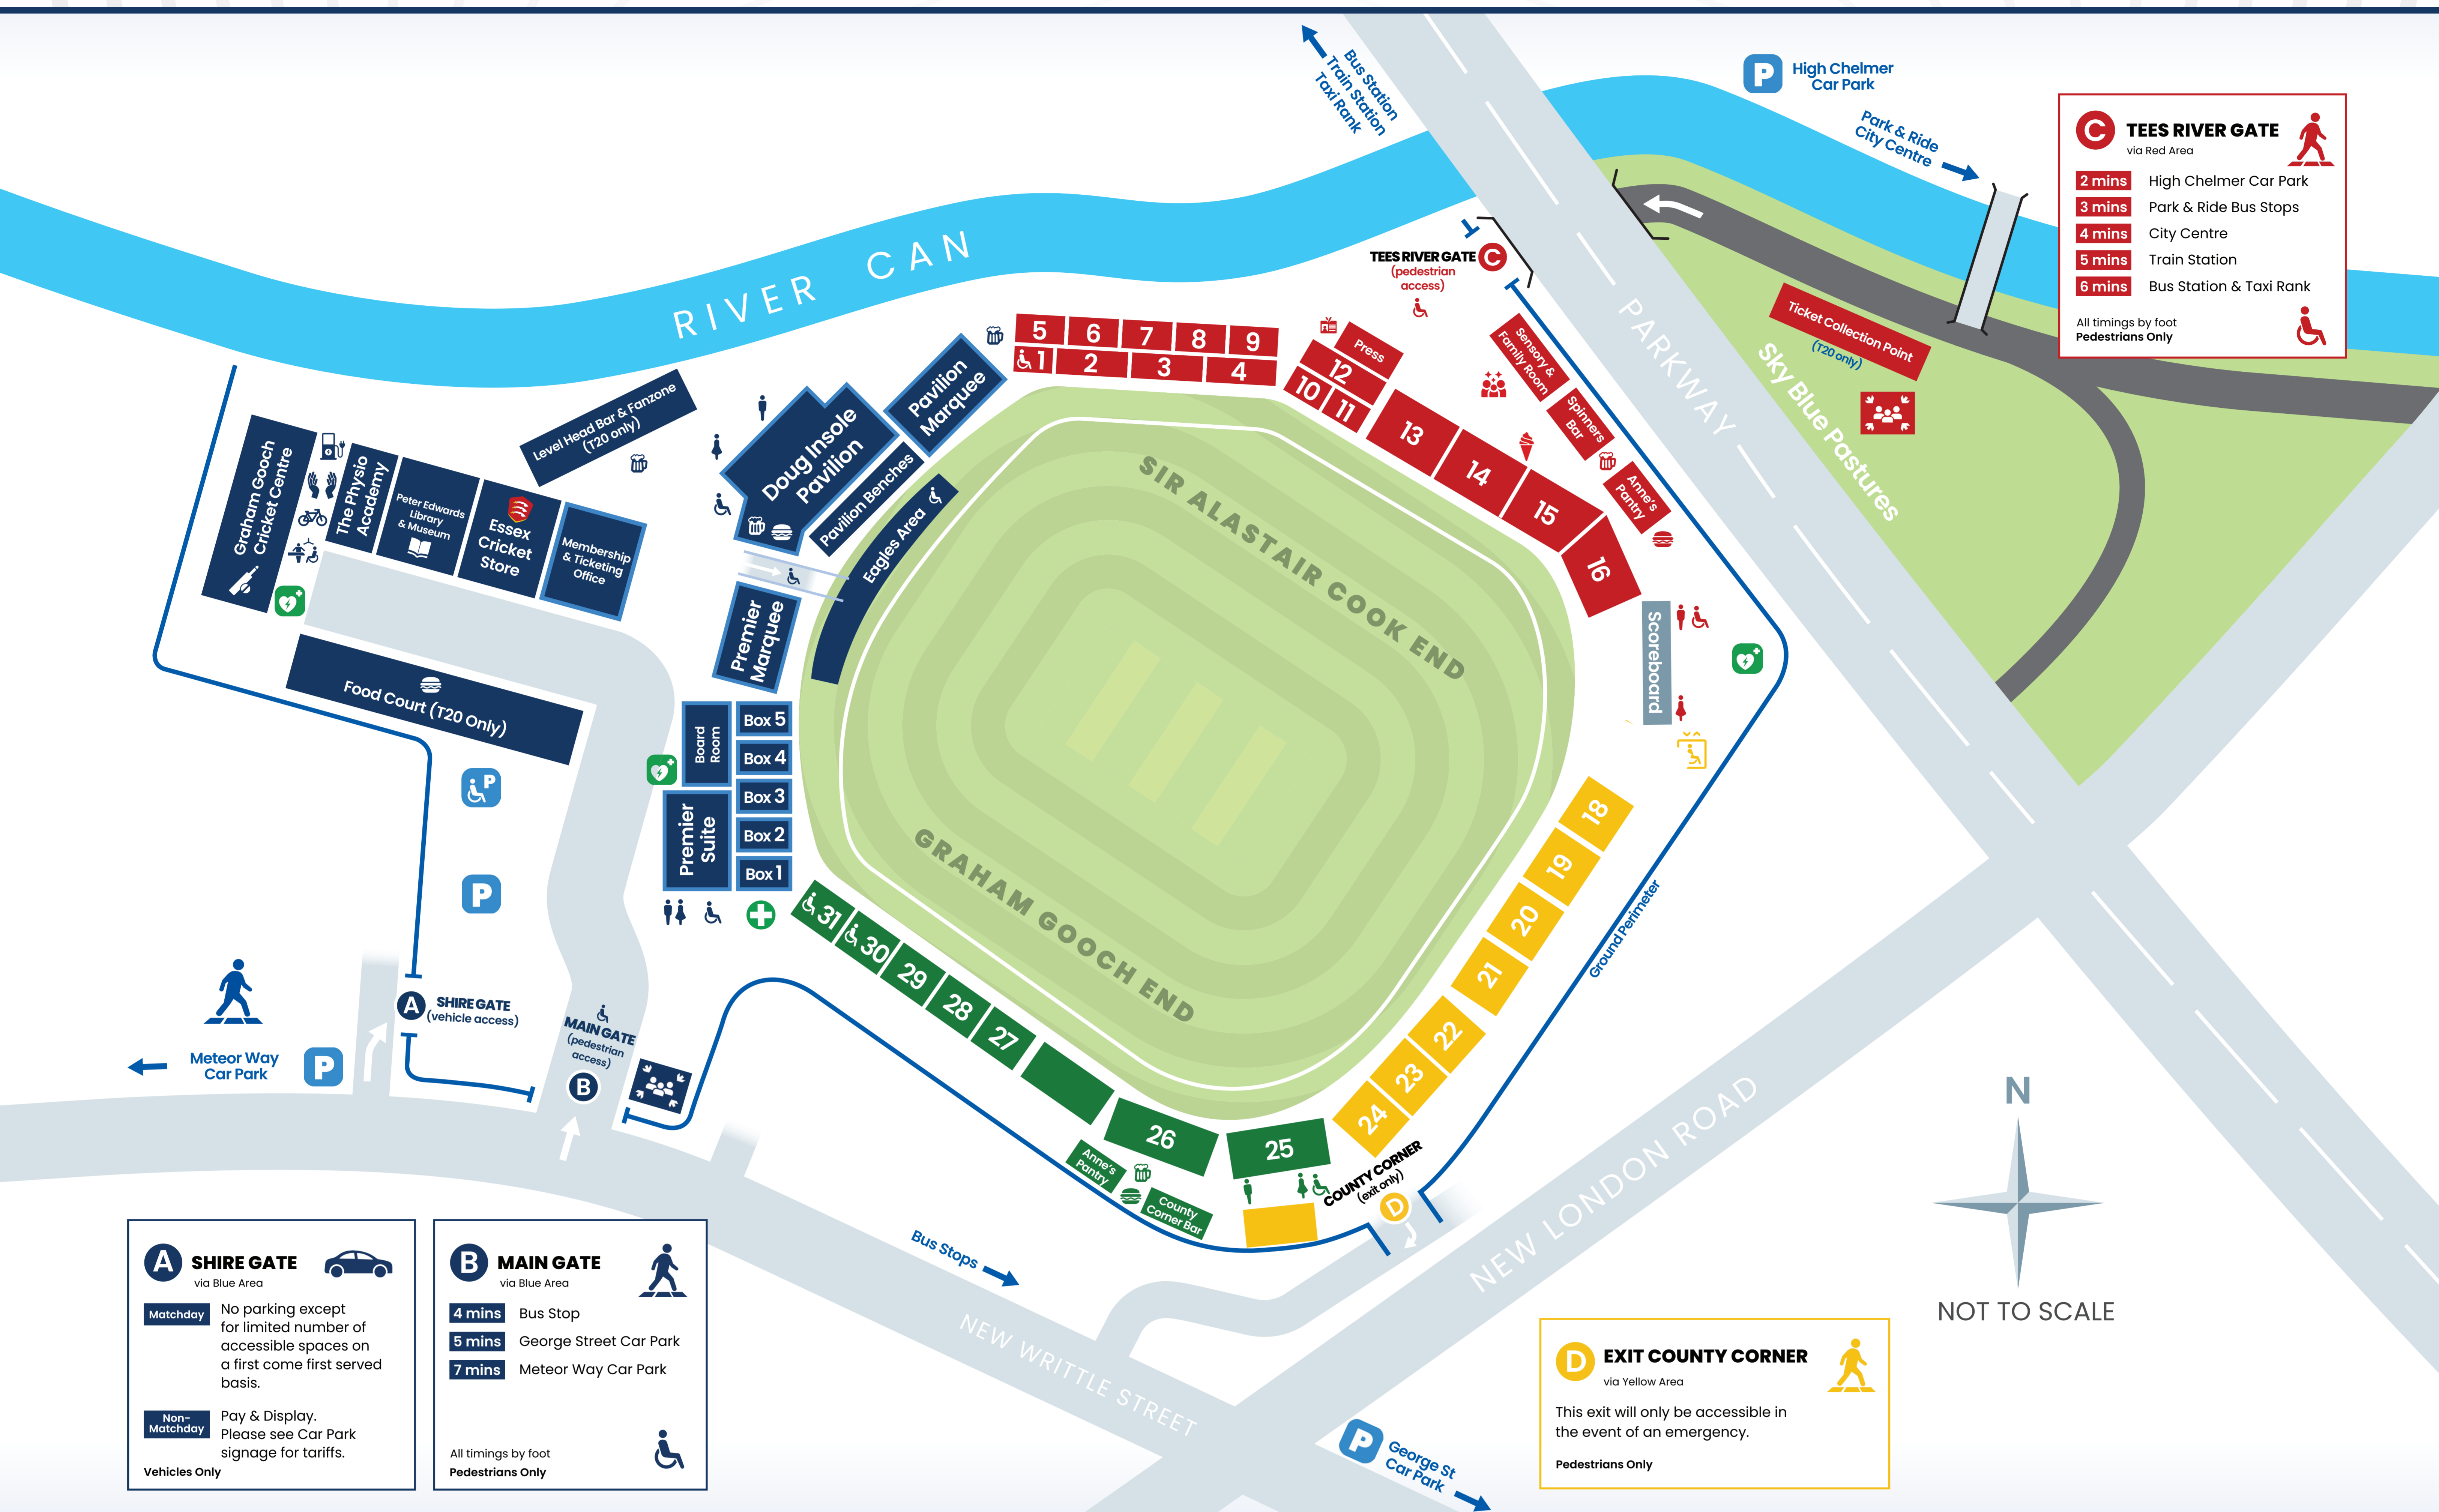 Bus Station
Train Station
Taxi Rank
P
High Chelmer
Car Park
Park & Ride
City Centre
C
TEES RIVER GATE
via Red Area
2 mins High Chelmer Car Park
3 mins Park & Ride Bus Stops
4 mins City Centre
5 mins Train Station
6 mins Bus Station & Taxi Rank
All timings by foot
Pedestrians Only
RIVER CAN
TEES RIVER GATE
(pedestrian
access)
C
PARKWAY
Sky Blue Pastures
Ticket Collection Point
(T20 only)
5
6
7
8
9
1
2
3
4
Press
12
10
11
13
14
15
16
Sensory &
Family Room
Spinners
Bar
Anne's
Pantry
Scoreboard
Pavilion
Marquee
Doug Insole
Pavilion
Pavilion Benches
Eagles Area
Level Head Bar & Fanzone
(T20 only)
Graham Gooch
Cricket Centre
The Physio
Academy
Peter Edwards
Library
& Museum
Essex
Cricket
Store
Membership
& Ticketing
Office
Premier
Marquee
Food Court (T20 Only)
Board
Room
Premier
Suite
Box 5
Box 4
Box 3
Box 2
Box 1
SIR ALASTAIR COOK END
GRAHAM GOOCH END
P
P
18
19
20
21
22
23
24
Ground Perimeter
31
30
29
28
27
26
25
Anne's
Pantry
County
Corner Bar
COUNTY CORNER
(exit only)
D
A
SHIRE GATE
(vehicle access)
MAIN GATE
(pedestrian
access)
B
Meteor Way
Car Park
P
Bus Stops
NEW WRITTLE STREET
NEW LONDON ROAD
P
George St
Car Park
N
NOT TO SCALE
A
SHIRE GATE
via Blue Area
Matchday
No parking except
for limited number of
accessible spaces on
a first come first served
basis.
Non-
Matchday
Pay & Display.
Please see Car Park
signage for tariffs.
Vehicles Only
B
MAIN GATE
via Blue Area
4 mins Bus Stop
5 mins George Street Car Park
7 mins Meteor Way Car Park
All timings by foot
Pedestrians Only
D
EXIT COUNTY CORNER
via Yellow Area
This exit will only be accessible in
the event of an emergency.
Pedestrians Only